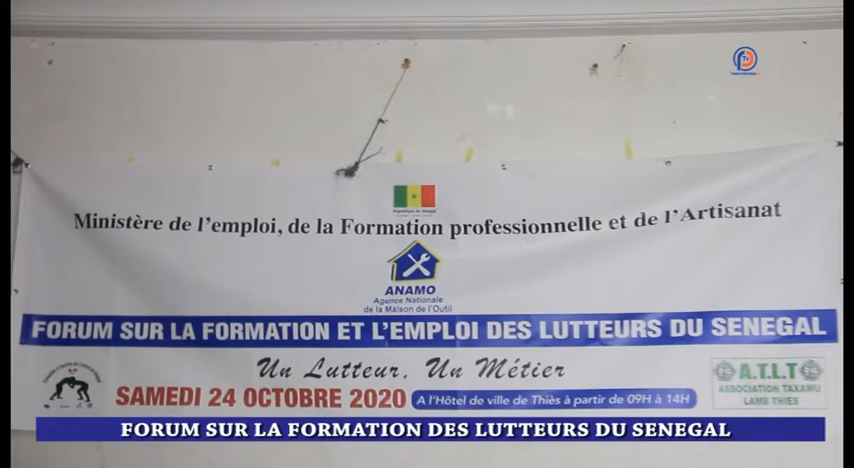 République du Sénégal
Ministère de l'emploi, de la Formation professionnelle et de l'Artisanat
ANAMO
Agence Nationale
de la Maison de l'Outil
FORUM SUR LA FORMATION ET L'EMPLOI DES LUTTEURS DU SENEGAL
Un Lutteur, Un Métier
SAMEDI 24 OCTOBRE 2020
A l'Hôtel de ville de Thiès à partir de 09H à 14H
A.T.L.T
ASSOCIATION TAXAWU
LAMB THIES
FORUM SUR LA FORMATION DES LUTTEURS DU SENEGAL